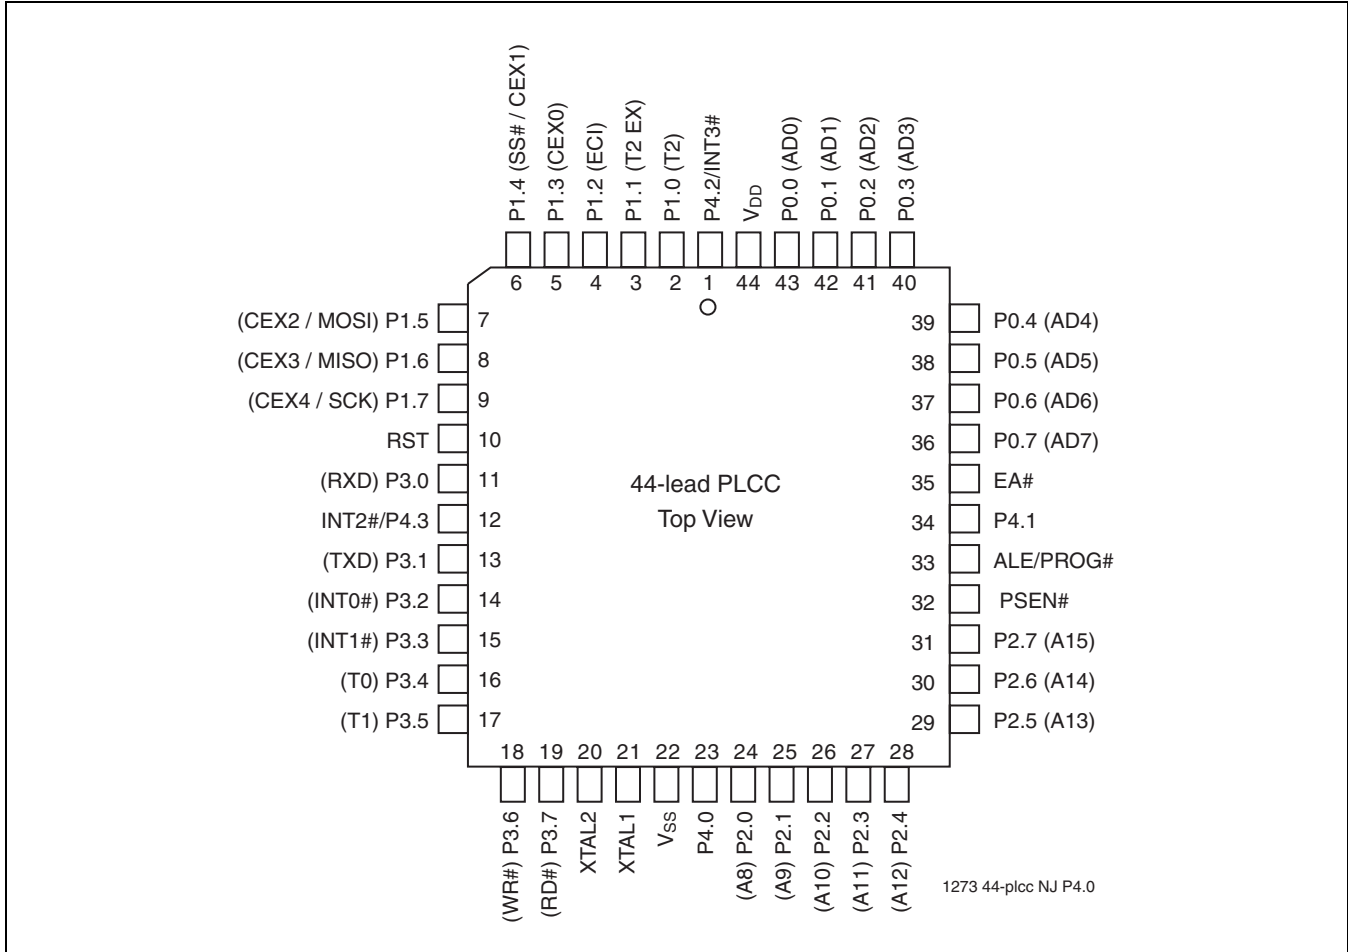 P1.4 (SS# / CEX1)
P1.3 (CEX0)
P1.2 (ECI)
P1.1 (T2 EX)
P1.0 (T2)
P4.2/INT3#
VDD
P0.0 (AD0)
P0.1 (AD1)
P0.2 (AD2)
P0.3 (AD3)
6 5 4 3 2 1 44 43 42 41 40
(CEX2 / MOSI) P1.5 7
(CEX3 / MISO) P1.6 8
(CEX4 / SCK) P1.7 9
RST 10
(RXD) P3.0 11
INT2#/P4.3 12
(TXD) P3.1 13
(INT0#) P3.2 14
(INT1#) P3.3 15
(T0) P3.4 16
(T1) P3.5 17
44-lead PLCC
Top View
39 P0.4 (AD4)
38 P0.5 (AD5)
37 P0.6 (AD6)
36 P0.7 (AD7)
35 EA#
34 P4.1
33 ALE/PROG#
32 PSEN#
31 P2.7 (A15)
30 P2.6 (A14)
29 P2.5 (A13)
18 19 20 21 22 23 24 25 26 27 28
(WR#) P3.6
(RD#) P3.7
XTAL2
XTAL1
VSS
P4.0
(A8) P2.0
(A9) P2.1
(A10) P2.2
(A11) P2.3
(A12) P2.4
1273 44-plcc NJ P4.0